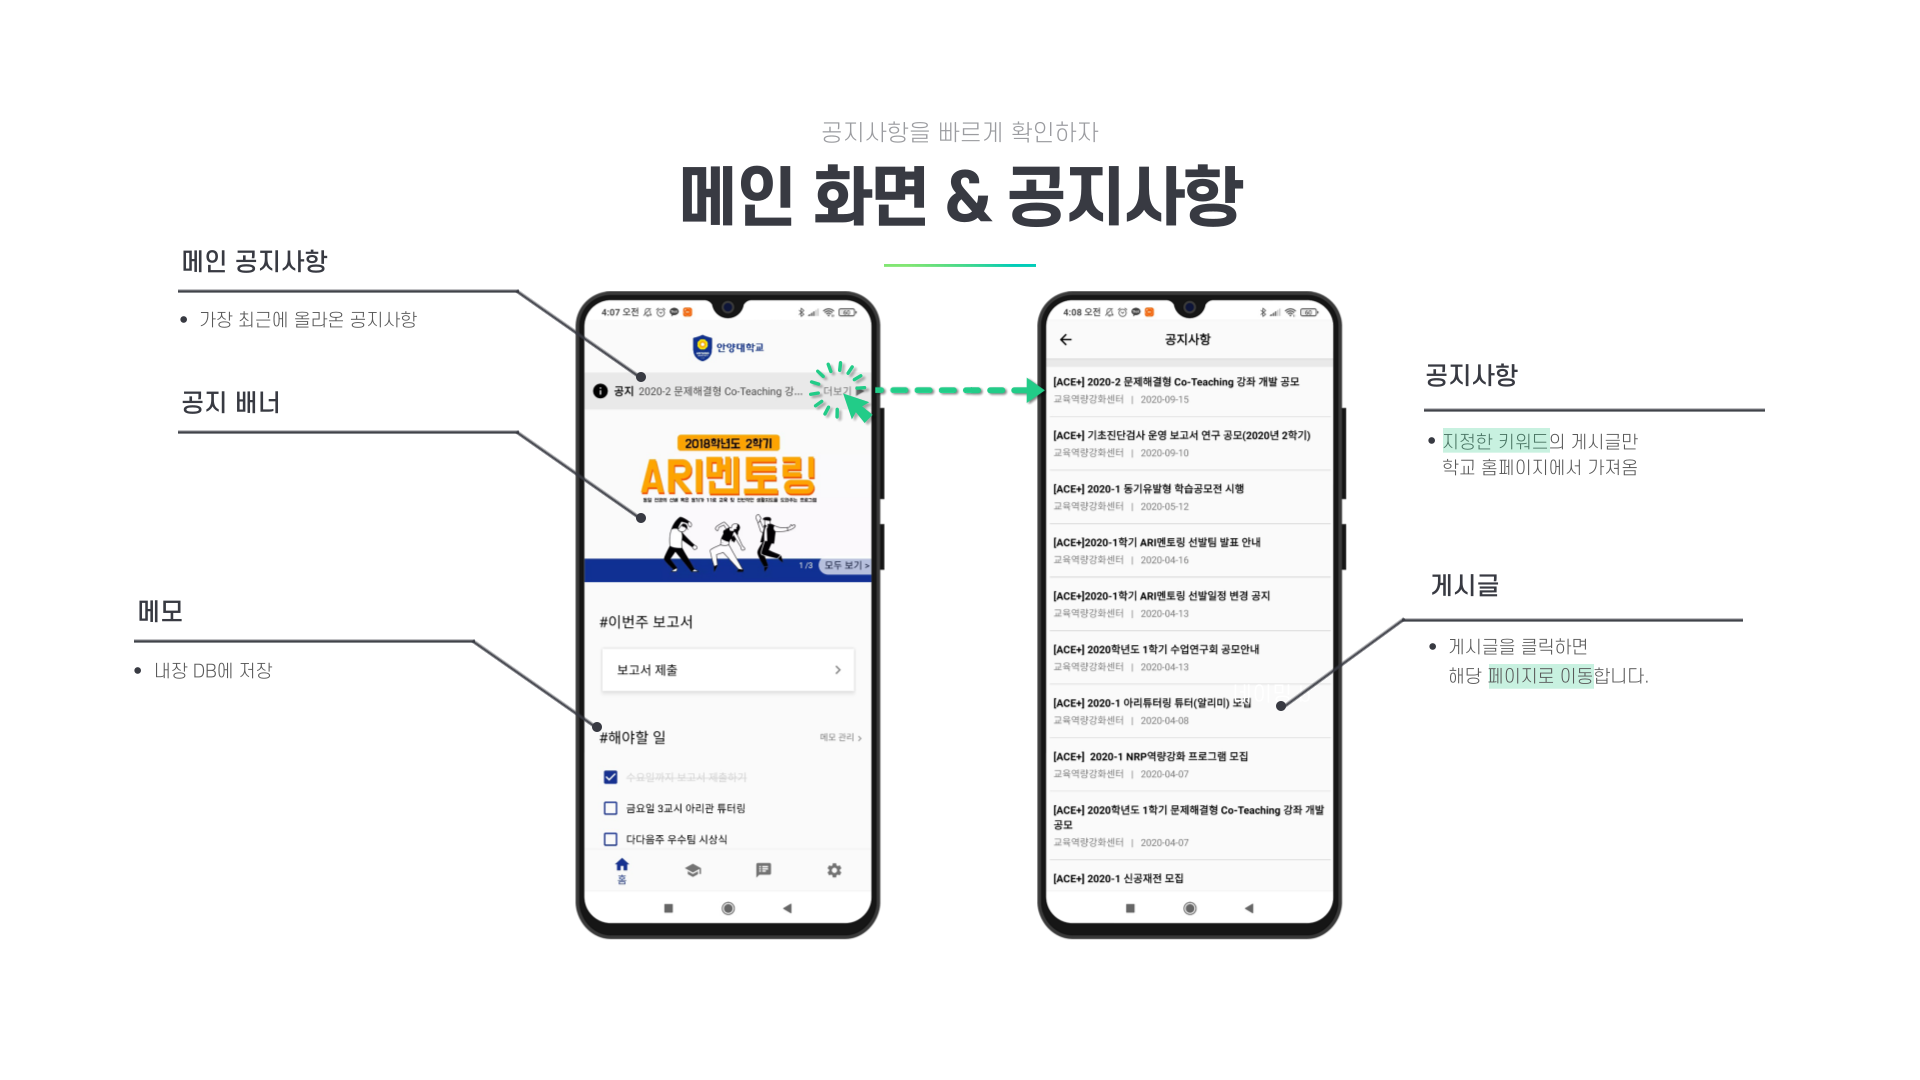 공지사항을 빠르게 확인하자
메인 화면 & 공지사항
메인 공지사항
• 가장 최근에 올라온 공지사항
공지 배너
메모
• 내장 DB에 저장
4:07 오전
60
안양대학교
공지 2020-2 문제해결형 Co-Teaching 강... 더보기
2018학년도 2학기
ARI멘토링
1 /3 모두 보기 >
#이번주 보고서
보고서 제출
#해야할 일
메모 관리 >
수요일까지 보고서 제출하기
금요일 3교시 아리관 튜터링
다다음주 우수팀 시상식
홈
4:08 오전
60
공지사항
[ACE+] 2020-2 문제해결형 Co-Teaching 강좌 개발 공모
교육역량강화센터 | 2020-09-15
[ACE+] 기초진단검사 운영 보고서 연구 공모(2020년 2학기)
교육역량강화센터 | 2020-09-10
[ACE+] 2020-1 동기유발형 학습공모전 시행
교육역량강화센터 | 2020-05-12
[ACE+]2020-1학기 ARI멘토링 선발팀 발표 안내
교육역량강화센터 | 2020-04-16
[ACE+]2020-1학기 ARI멘토링 선발일정 변경 공지
교육역량강화센터 | 2020-04-13
[ACE+] 2020학년도 1학기 수업연구회 공모안내
교육역량강화센터 | 2020-04-13
[ACE+] 2020-1 아리튜터링 튜터(알리미) 모집
교육역량강화센터 | 2020-04-08
[ACE+] 2020-1 NRP역량강화 프로그램 모집
교육역량강화센터 | 2020-04-07
[ACE+] 2020학년도 1학기 문제해결형 Co-Teaching 강좌 개발
공모
교육역량강화센터 | 2020-04-07
[ACE+] 2020-1 신공재전 모집
공지사항
• 지정한 키워드의 게시글만
학교 홈페이지에서 가져옴
게시글
• 게시글을 클릭하면
해당 페이지로 이동합니다.